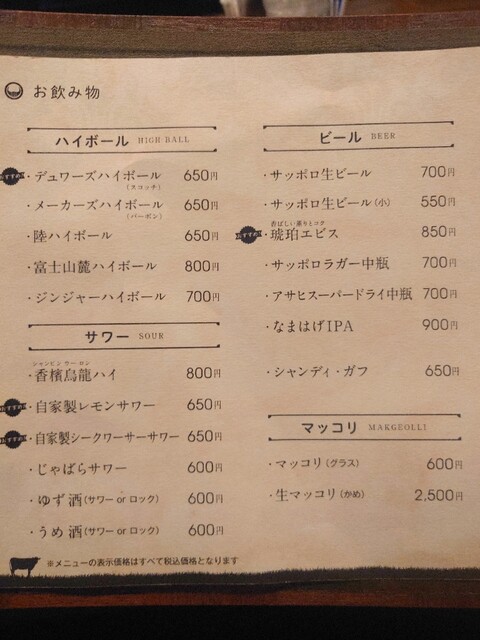 お飲み物
ハイボール HIGH BALL
おすすめ ・デュワーズハイボール 650円
(スコッチ)
・メーカーズハイボール 650円
(バーボン)
・陸ハイボール 650円
・富士山麓ハイボール 800円
・ジンジャーハイボール 700円
サワー SOUR
シャンピン ウー ロン
・香檳烏龍ハイ 800円
おすすめ ・自家製レモンサワー 650円
おすすめ ・自家製シークワーサーサワー 650円
・じゃばらサワー 600円
・ゆず酒(サワー or ロック) 600円
・うめ酒(サワー or ロック) 600円
※メニューの表示価格はすべて税込価格となります
ビール BEER
・サッポロ生ビール 700円
・サッポロ生ビール(小) 550円
香ばしい薫りとコク
おすすめ ・琥珀ヱビス 850円
・サッポロラガー中瓶 700円
・アサヒスーパードライ中瓶 700円
・なまはげIPA 900円
・シャンディ・ガフ 650円
マッコリ MAKGEOLLI
・マッコリ(グラス) 600円
・生マッコリ(かめ) 2,500円